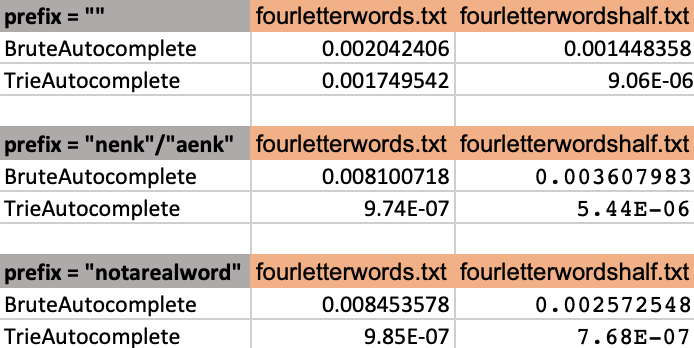 prefix = "" fourletterwords.txt fourletterwordshalf.txt
BruteAutocomplete 0.002042406 0.001448358
TrieAutocomplete 0.001749542 9.06E-06
prefix = "nenk"/"aenk" fourletterwords.txt fourletterwordshalf.txt
BruteAutocomplete 0.008100718 0.003607983
TrieAutocomplete 9.74E-07 5.44E-06
prefix = "notarealword" fourletterwords.txt fourletterwordshalf.txt
BruteAutocomplete 0.008453578 0.002572548
TrieAutocomplete 9.85E-07 7.68E-07